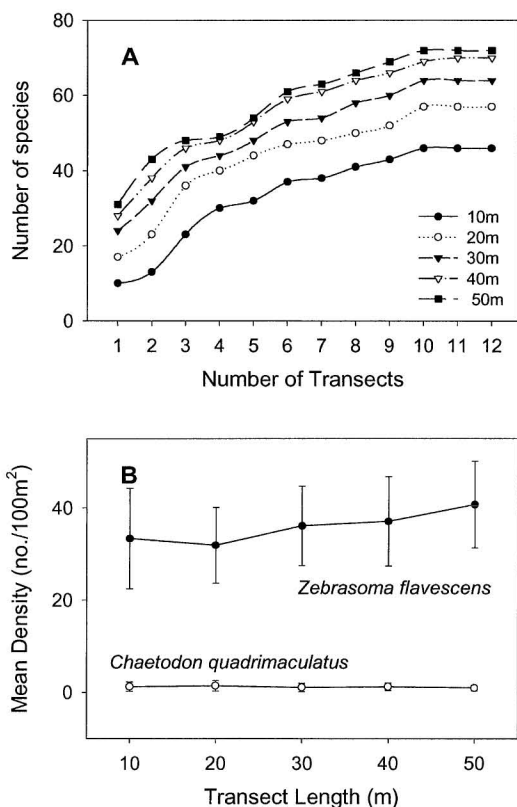 A
Number of species
80
60
40
20
0
10m
20m
30m
40m
50m
1 2 3 4 5 6 7 8 9 10 11 12
Number of Transects
B
Mean Density (no./100m²)
40
20
0
Zebrasoma flavescens
Chaetodon quadrimaculatus
10 20 30 40 50
Transect Length (m)